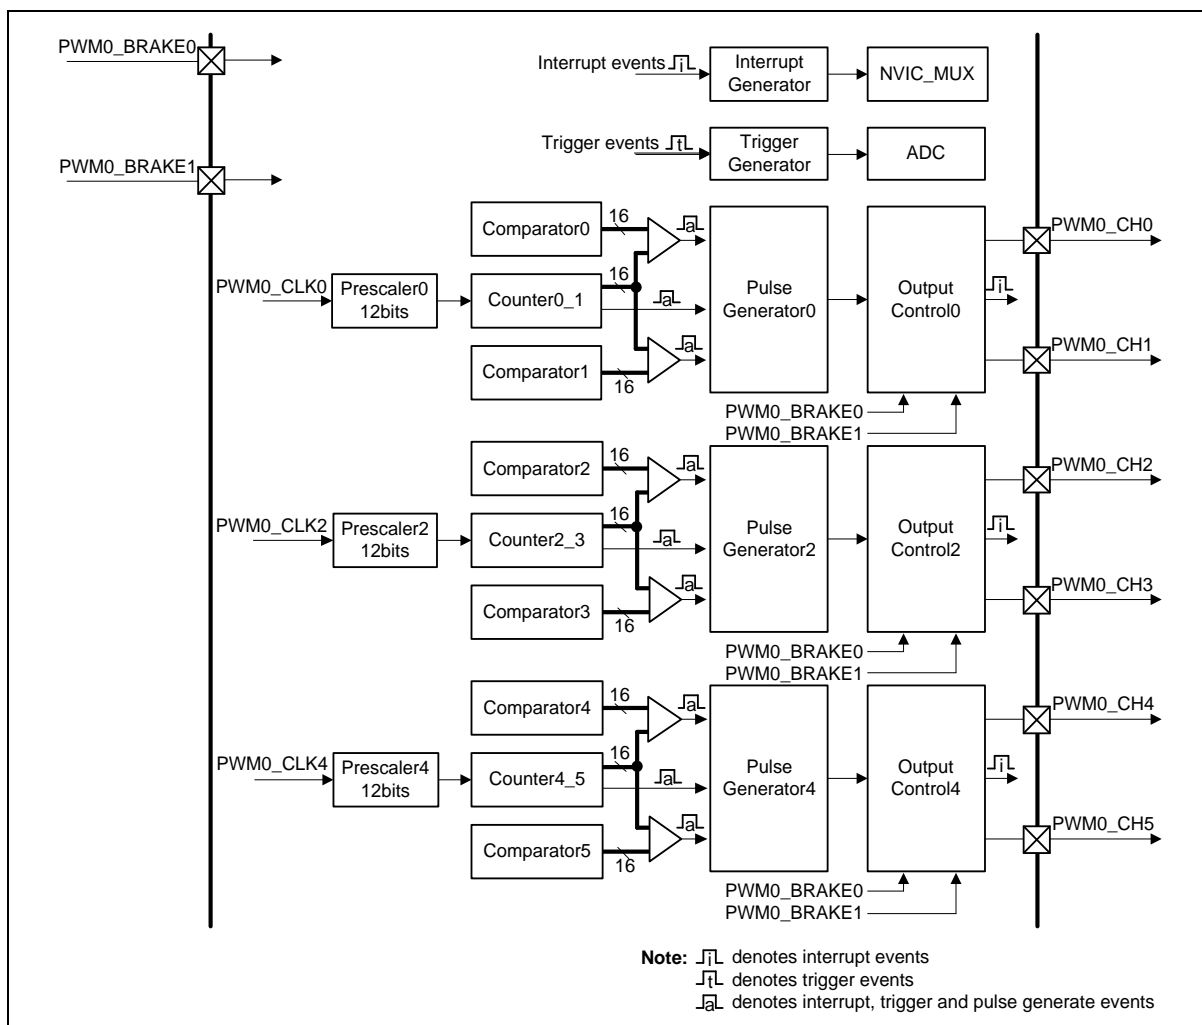 PWM0_BRAKE0
Interrupt events
i
Interrupt
Generator
NVIC_MUX
PWM0_BRAKE1
Trigger events
t
Trigger
Generator
ADC
Comparator0
16
a
PWM0_CLK0
Prescaler0
12bits
Counter0_1
16
a
Comparator1
16
a
Pulse
Generator0
Output
Control0
PWM0_CH0
i
PWM0_CH1
PWM0_BRAKE0
PWM0_BRAKE1
Comparator2
16
a
PWM0_CLK2
Prescaler2
12bits
Counter2_3
16
a
Comparator3
16
a
Pulse
Generator2
Output
Control2
PWM0_CH2
i
PWM0_CH3
PWM0_BRAKE0
PWM0_BRAKE1
Comparator4
16
a
PWM0_CLK4
Prescaler4
12bits
Counter4_5
16
a
Comparator5
16
a
Pulse
Generator4
Output
Control4
PWM0_CH4
i
PWM0_CH5
PWM0_BRAKE0
PWM0_BRAKE1
Note: i denotes interrupt events
t denotes trigger events
a denotes interrupt, trigger and pulse generate events